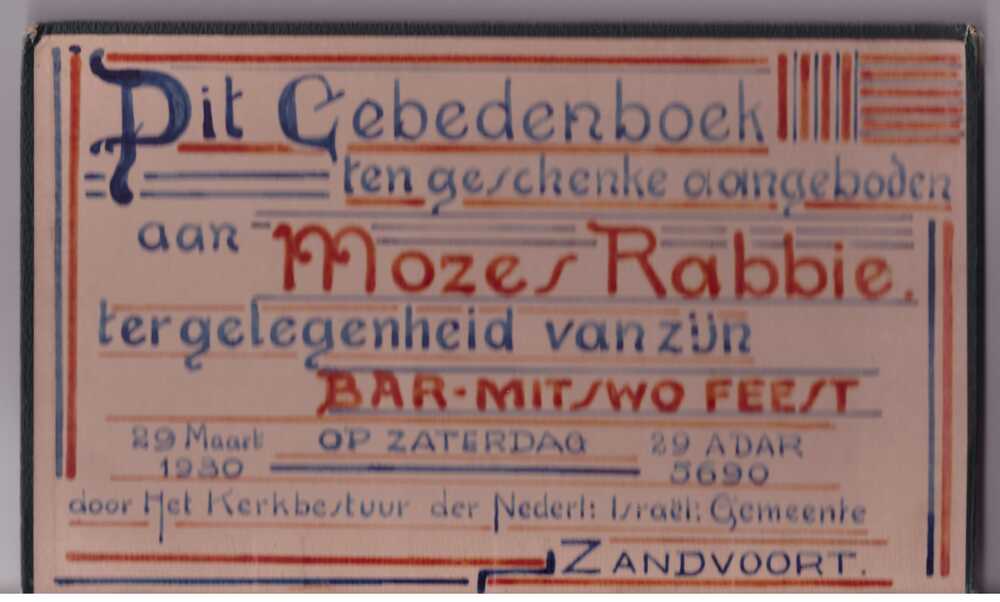 Dit Gebedenboek
ten geschenke aangeboden
aan Mozes Rabbie.
ter gelegenheid van zijn
BAR-MITSWO FEEST
29 Maart OP ZATERDAG 29 ADAR
1930 5690
door Het Kerkbestuur der Nederl: Israël: Gemeente
ZANDVOORT.